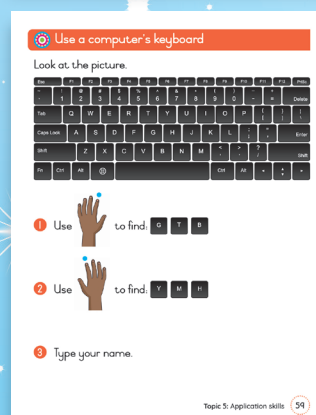 Use a computer's keyboard
Look at the picture.
Esc F1 F2 F3 F4 F5 F6 F7 F8 F9 F10 F11 F12 PrtSc
! @ # $ % ^ & * ( ) _ +
1 2 3 4 5 6 7 8 9 0 - = Delete
Tab Q W E R T Y U I O P
Caps Lock A S D F G H J K L Enter
Shift Z X C V B N M < > ? Shift
Fn Ctrl Alt Ctrl Alt
1 Use to find: G T B
2 Use to find: Y M H
3 Type your name.
Topic 5: Application skills 59